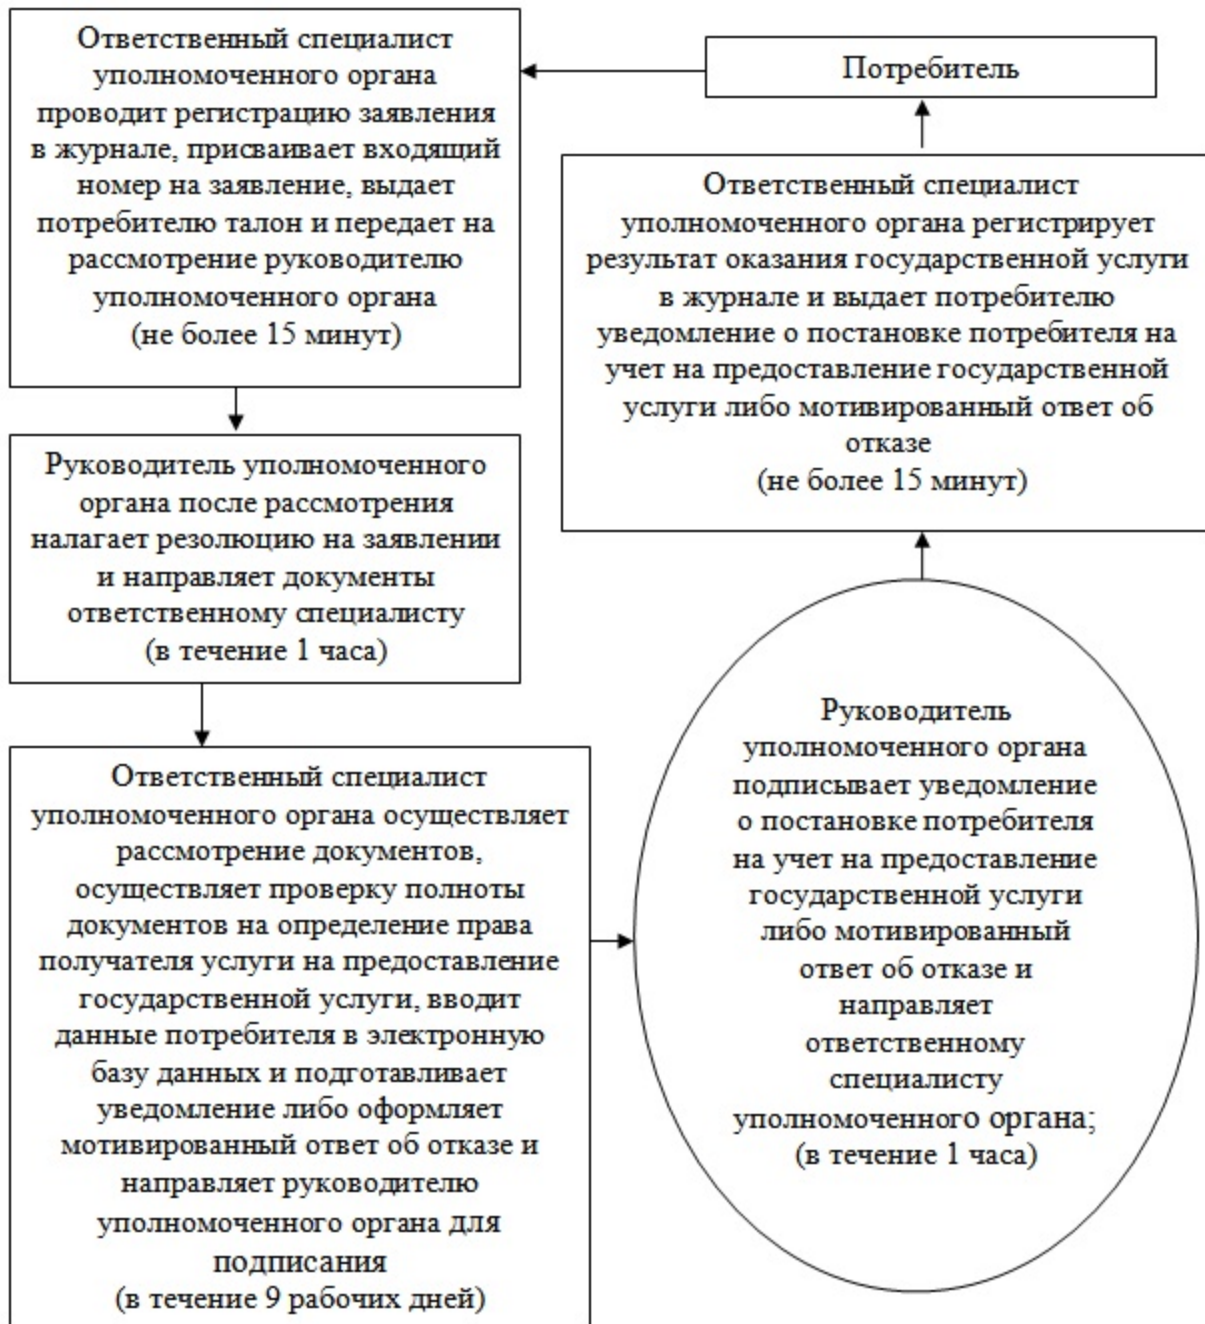 Потребитель
Ответственный специалист
уполномоченного органа
проводит регистрацию заявления
в журнале, присваивает входящий
номер на заявление, выдает
потребителю талон и передает на
рассмотрение руководителю
уполномоченного органа
(не более 15 минут)
Руководитель уполномоченного
органа после рассмотрения
налагает резолюцию на заявлении
и направляет документы
ответственному специалисту
(в течение 1 часа)
Ответственный специалист
уполномоченного органа осуществляет
рассмотрение документов,
осуществляет проверку полноты
документов на определение права
получателя услуги на предоставление
государственной услуги, вводит
данные потребителя в электронную
базу данных и подготавливает
уведомление либо оформляет
мотивированный ответ об отказе и
направляет руководителю
уполномоченного органа для
подписания
(в течение 9 рабочих дней)
Руководитель
уполномоченного органа
подписывает уведомление
о постановке потребителя
на учет на предоставление
государственной услуги
либо мотивированный
ответ об отказе и
направляет
ответственному
специалисту
уполномоченного органа;
(в течение 1 часа)
Ответственный специалист
уполномоченного органа регистрирует
результат оказания государственной услуги
в журнале и выдает потребителю
уведомление о постановке потребителя на
учет на предоставление государственной
услуги либо мотивированный ответ об
отказе
(не более 15 минут)